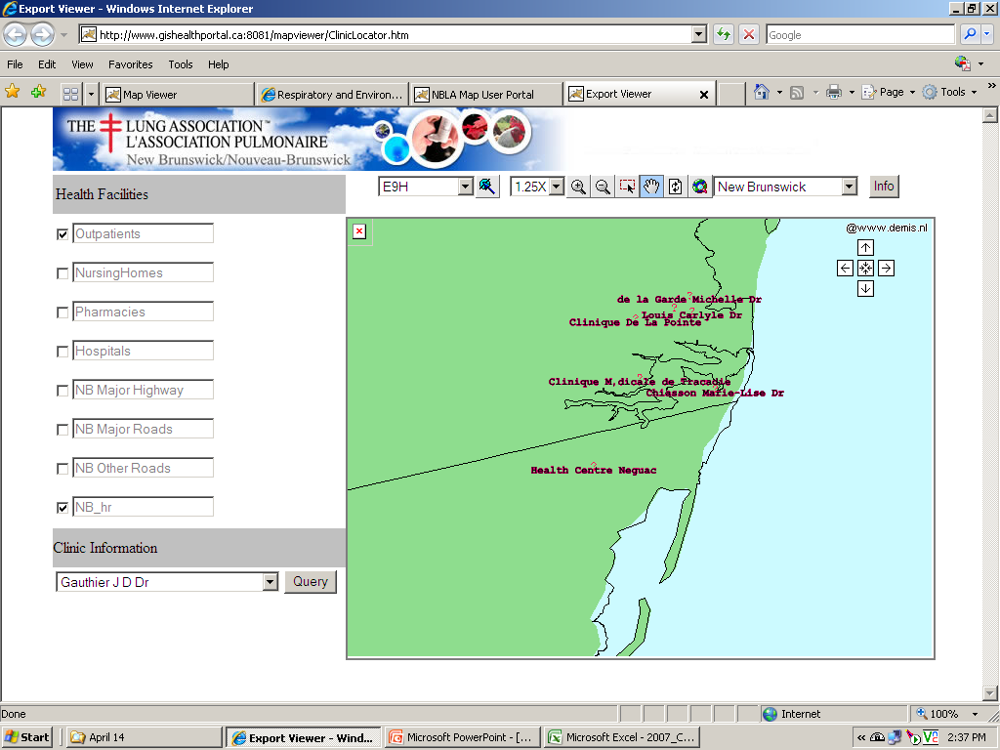 Export Viewer - Windows Internet Explorer
http://www.gishealthportal.ca:8081/mapviewer/ClinicLocator.htm
Google
File Edit View Favorites Tools Help
Map Viewer
Respiratory and Environ...
NBLA Map User Portal
Export Viewer
Page
Tools
THE LUNG ASSOCIATION™
L'ASSOCIATION PULMONAIRE
New Brunswick/Nouveau-Brunswick
Health Facilities
E9H
1.25X
New Brunswick
Info
Outpatients
NursingHomes
Pharmacies
Hospitals
NB Major Highway
NB Major Roads
NB Other Roads
NB_hr
Clinic Information
Gauthier J D Dr
Query
@www.demis.nl
de la Garde Michelle Dr
Louis Carlyle Dr
Clinique De La Pointe
Clinique M,dicale de Tracadie
Chiasson Marie-Lise Dr
Health Centre Neguac
Done
Internet
100%
Start
April 14
Export Viewer - Wind...
Microsoft PowerPoint - [...
Microsoft Excel - 2007_C...
2:37 PM